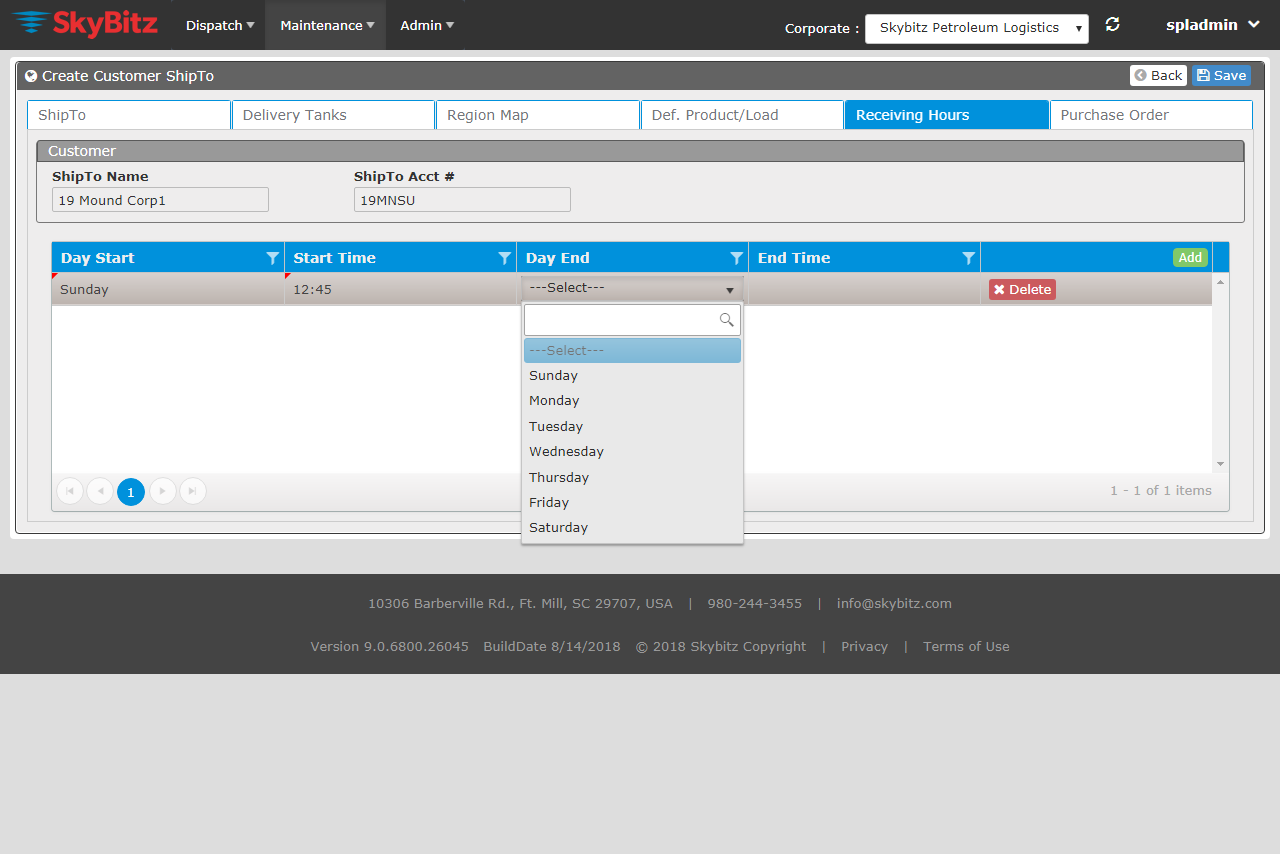 SkyBitz Dispatch Maintenance Admin Corporate : Skybitz Petroleum Logistics spladmin
Create Customer ShipTo Back Save
ShipTo Delivery Tanks Region Map Def. Product/Load Receiving Hours Purchase Order
Customer
ShipTo Name ShipTo Acct #
19 Mound Corp1 19MNSU
Day Start Start Time Day End End Time Add
Sunday 12:45 ---Select--- Delete
---Select---
Sunday
Monday
Tuesday
Wednesday
Thursday
1 1 - 1 of 1 items
Friday
Saturday
10306 Barberville Rd., Ft. Mill, SC 29707, USA | 980-244-3455 | info@skybitz.com
Version 9.0.6800.26045 BuildDate 8/14/2018 © 2018 Skybitz Copyright | Privacy | Terms of Use